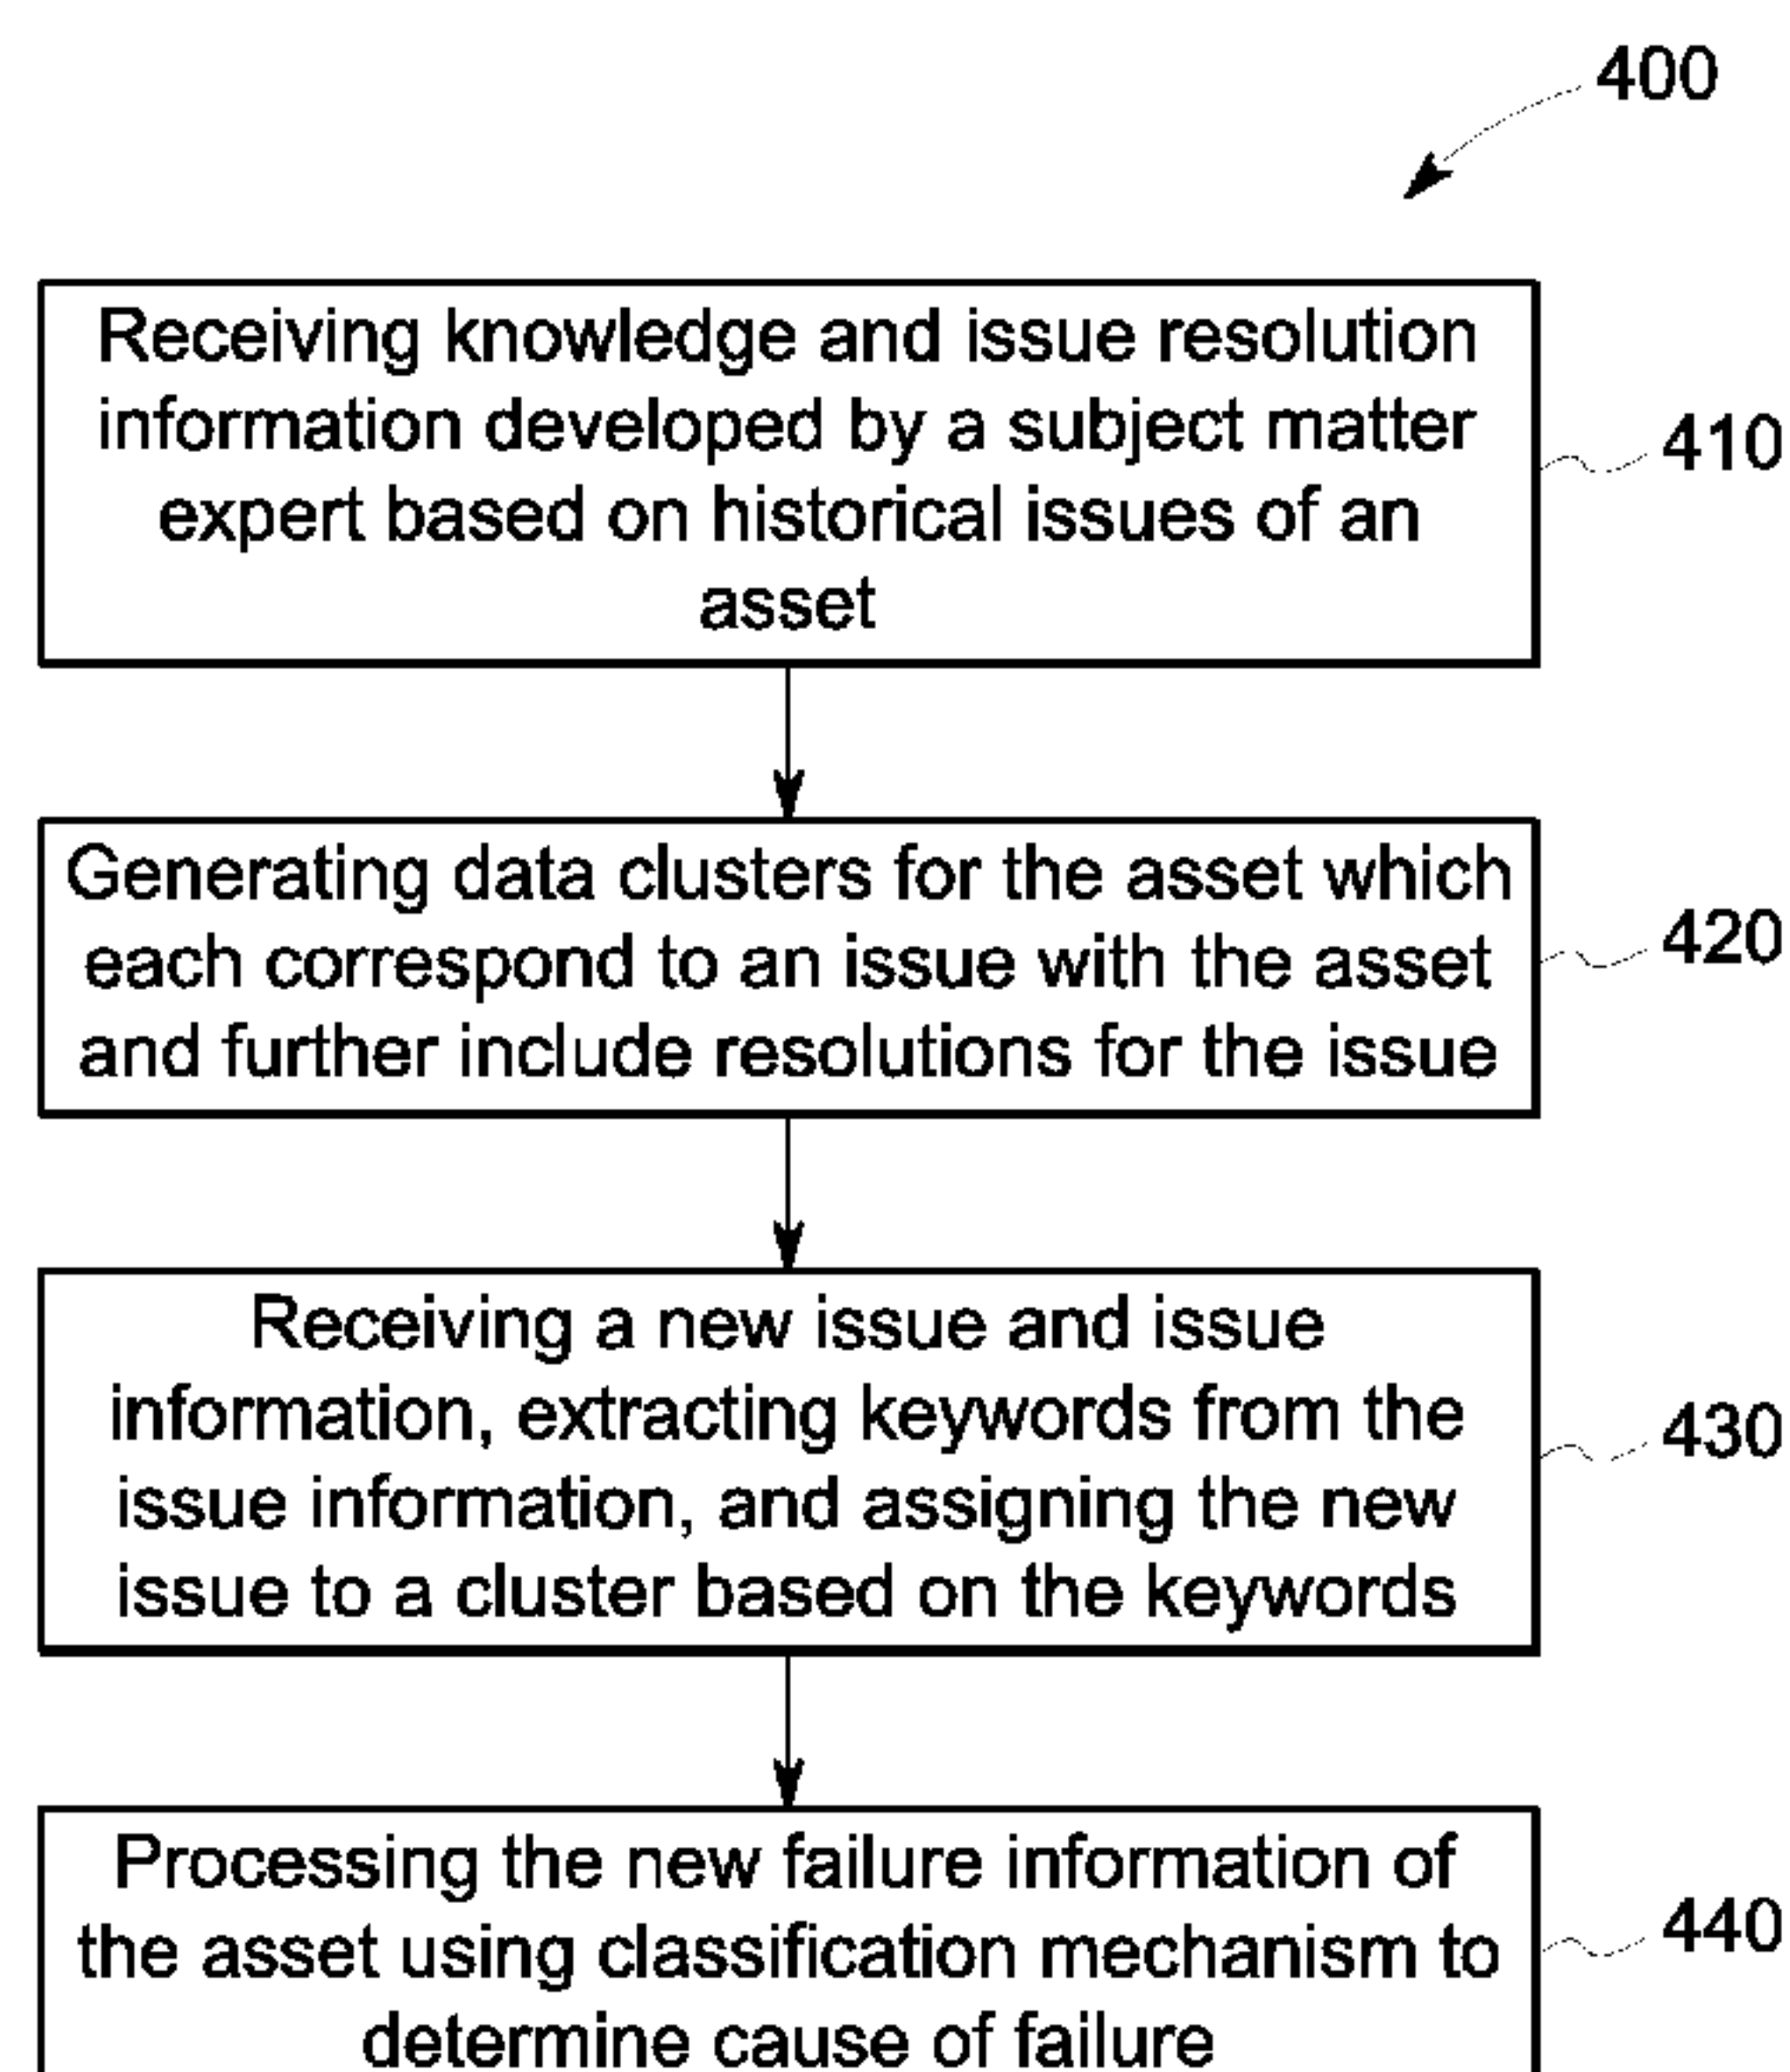 400
Receiving knowledge and issue resolution
information developed by a subject matter
expert based on historical issues of an
asset
410
Generating data clusters for the asset which
each correspond to an issue with the asset
and further include resolutions for the issue
420
Receiving a new issue and issue
information, extracting keywords from the
issue information, and assigning the new
issue to a cluster based on the keywords
430
Processing the new failure information of
the asset using classification mechanism to
determine cause of failure
440